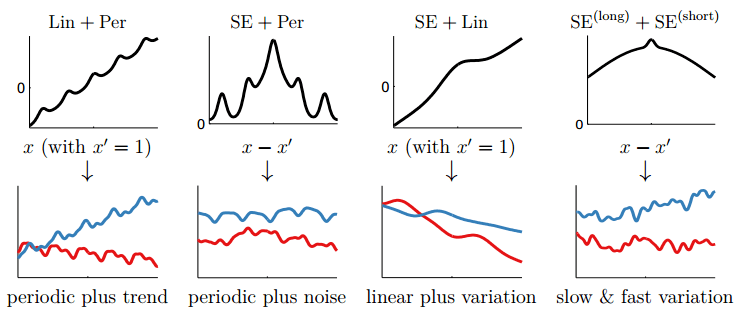 Lin + Per
SE + Per
SE + Lin
SE(long) + SE(short)
0
0
0
0
x (with x′ = 1)
x − x′
x (with x′ = 1)
x − x′
↓
↓
↓
↓
periodic plus trend
periodic plus noise
linear plus variation
slow & fast variation